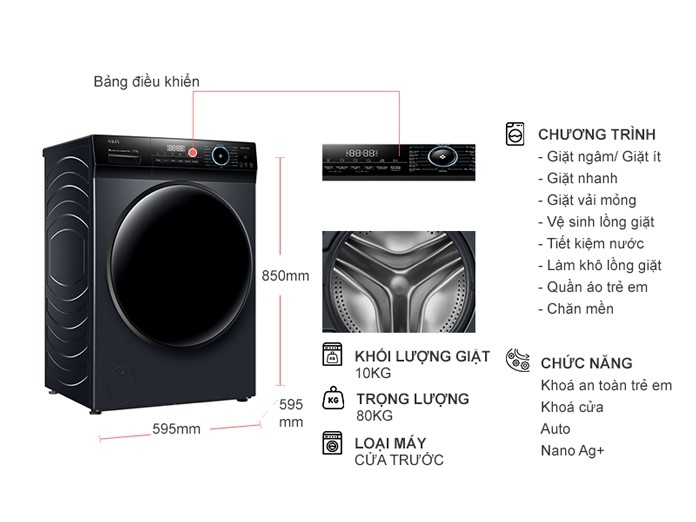 Bảng điều khiển
AQUA
850mm
595
mm
595mm
KHỐI LƯỢNG GIẶT
10KG
KG
TRỌNG LƯỢNG
80KG
LOẠI MÁY
CỬA TRƯỚC
CHƯƠNG TRÌNH
- Giặt ngâm/ Giặt ít
- Giặt nhanh
- Giặt vải mỏng
- Vệ sinh lồng giặt
- Tiết kiệm nước
- Làm khô lồng giặt
- Quần áo trẻ em
- Chăn mền
CHỨC NĂNG
Khoá an toàn trẻ em
Khoá cửa
Auto
Nano Ag+